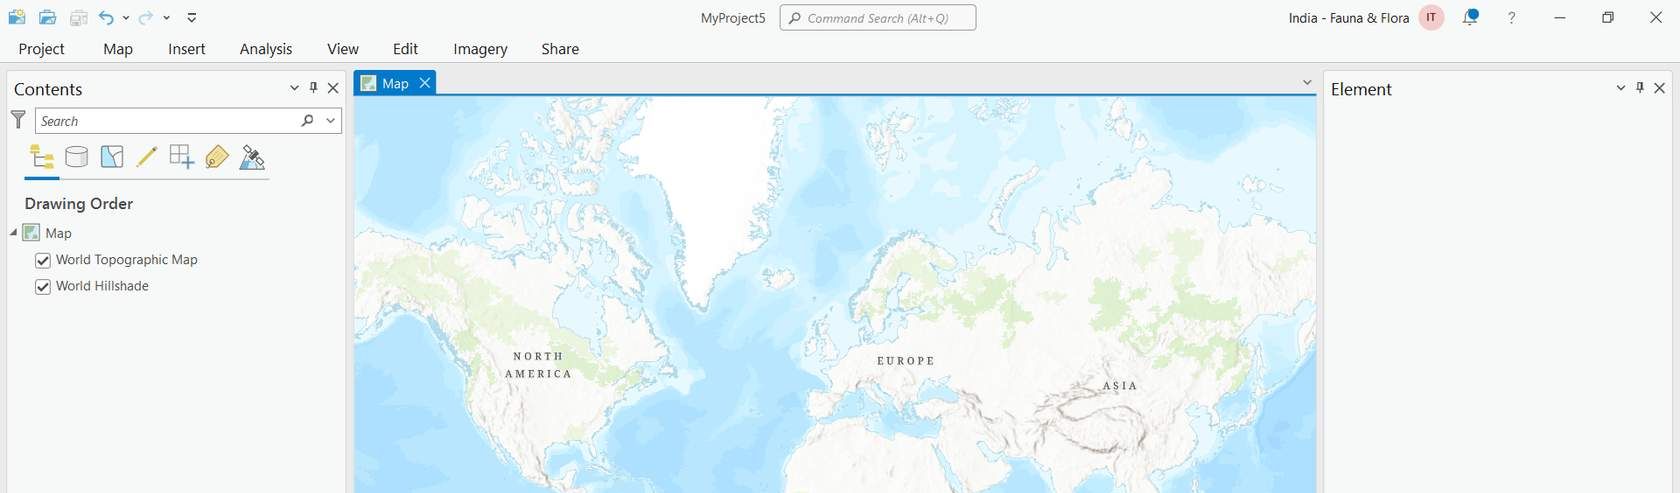 MyProject5
Command Search (Alt+Q)
India - Fauna & Flora
IT
?
Project Map Insert Analysis View Edit Imagery Share
Contents
Search
Drawing Order
Map
World Topographic Map
World Hillshade
Map
NORTH
AMERICA
EUROPE
ASIA
Element